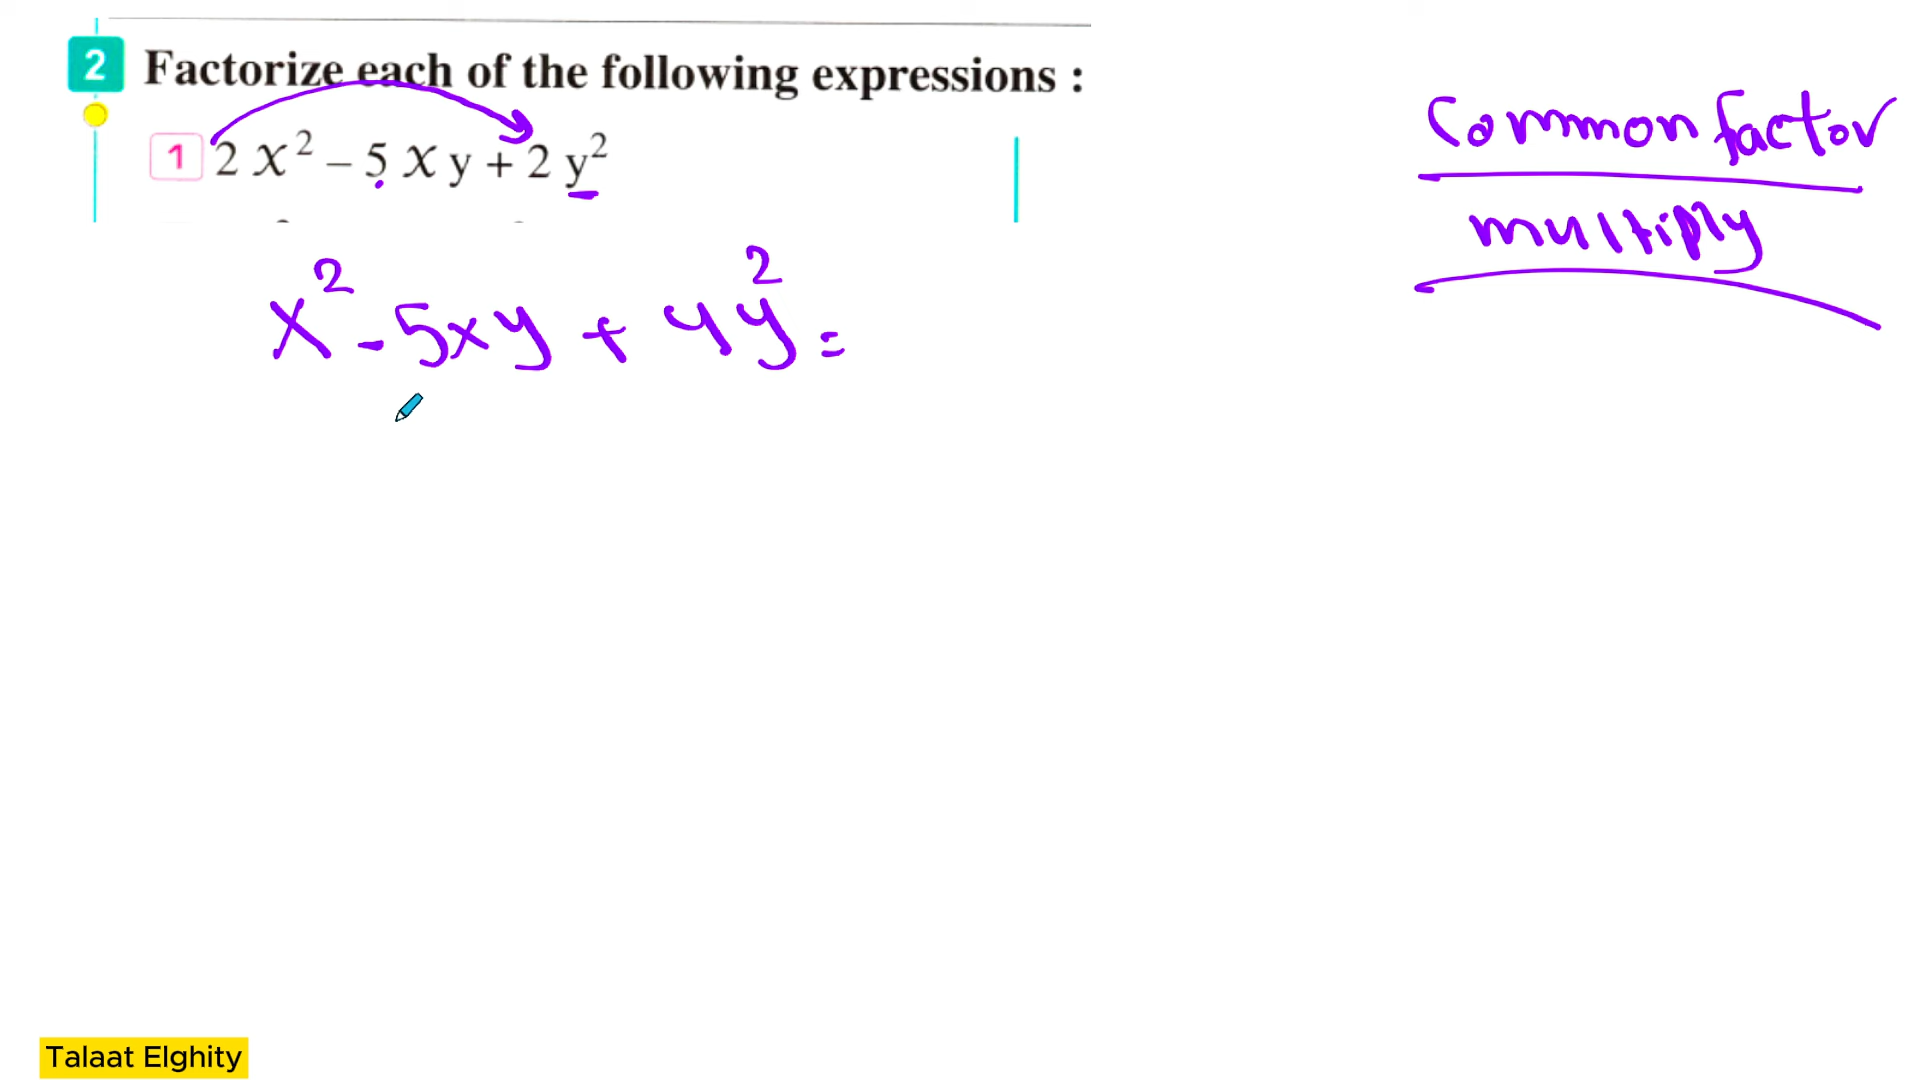 2 Factorize each of the following expressions :
1 2 x² – 5 x y + 2 y²
Common factor
multiply
x² - 5xy + 4y² =
Talaat Elghity